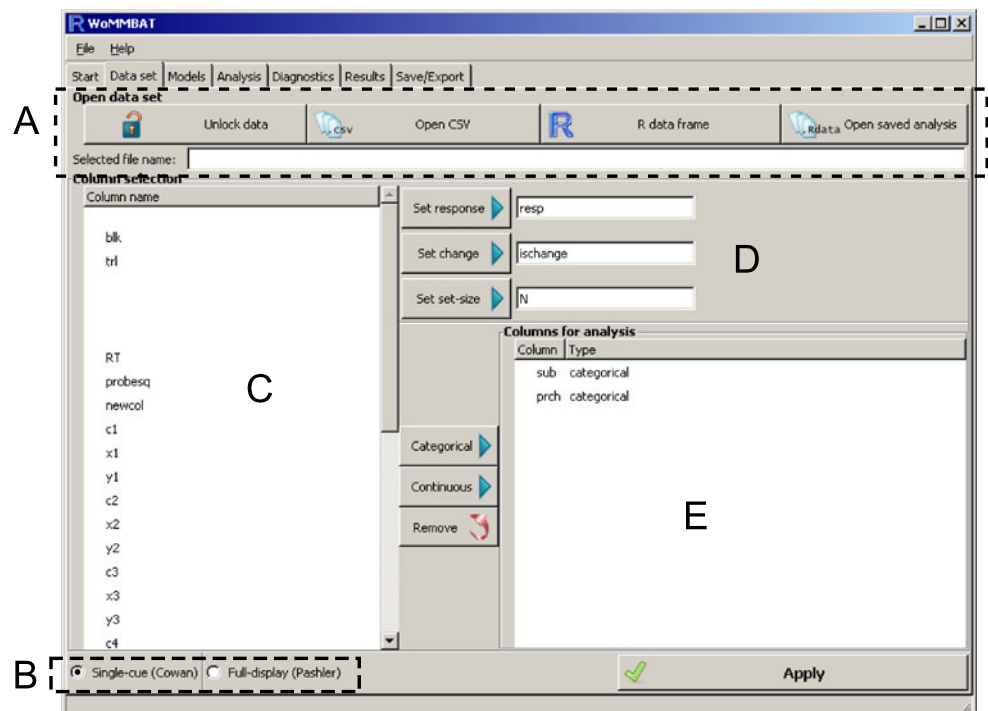 WoMMBAT
File Help
Start Data set Models Analysis Diagnostics Results Save/Export
Open data set
A
Unlock data CSV Open CSV R data frame Rdata Open saved analysis
Selected file name:
Column selection
Column name
Set response resp
blk
Set change ischange
trl
D
Set set-size N
Columns for analysis
Column Type
RT
sub categorical
probesq
prch categorical
newcol
C
c1
Categorical
x1
y1
Continuous
c2
E
x2
Remove
y2
c3
x3
y3
c4
B
Single-cue (Cowan) Full-display (Pashler) Apply